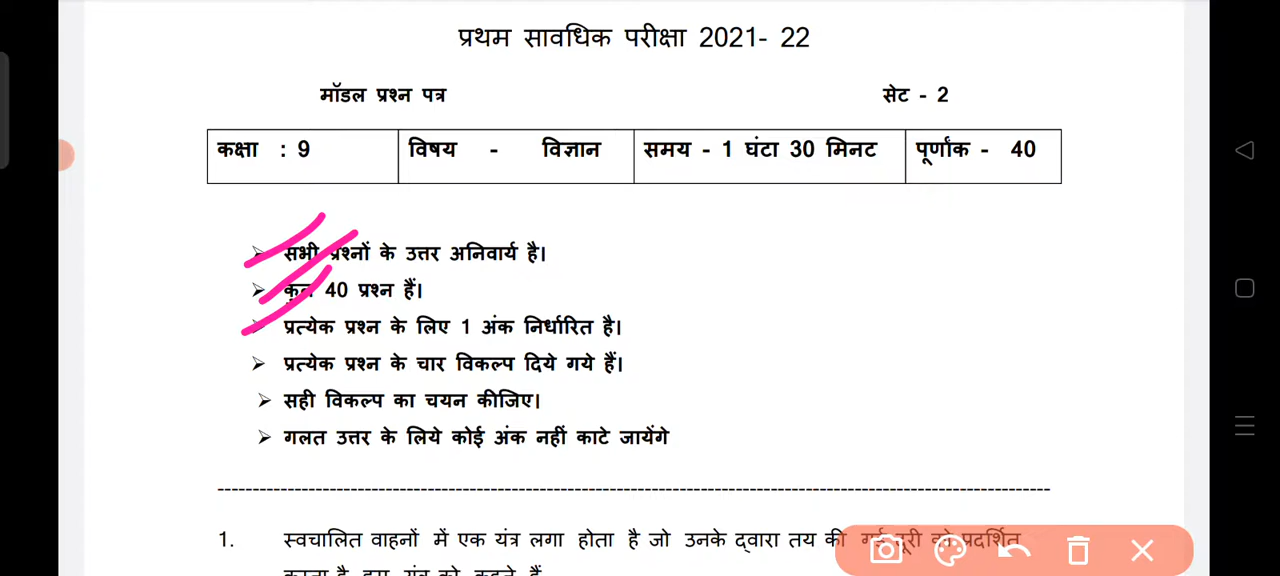 प्रथम सावधिक परीक्षा 2021- 22
मॉडल प्रश्न पत्र सेट - 2
कक्षा : 9 विषय - विज्ञान समय - 1 घंटा 30 मिनट पूर्णांक - 40
➢ सभी प्रश्नों के उत्तर अनिवार्य है।
➢ कुल 40 प्रश्न हैं।
➢ प्रत्येक प्रश्न के लिए 1 अंक निर्धारित है।
➢ प्रत्येक प्रश्न के चार विकल्प दिये गये हैं।
➢ सही विकल्प का चयन कीजिए।
➢ गलत उत्तर के लिये कोई अंक नहीं काटे जायेंगे
1. स्वचालित वाहनों में एक यंत्र लगा होता है जो उनके द्वारा तय की गई दूरी को प्रदर्शित